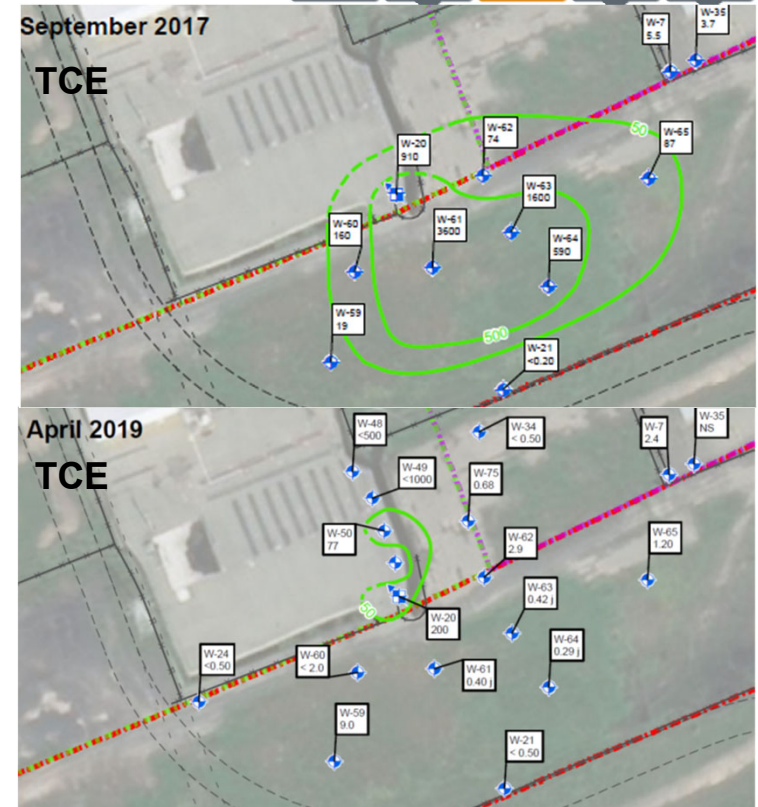 September 2017
TCE
W-7
5.5
W-35
3.7
W-62
74
50
W-65
87
W-20
910
W-63
1600
W-60
160
W-61
3600
W-64
590
W-59
19
500
W-21
<0.20
April 2019
TCE
W-48
<500
W-34
< 0.50
W-7
2.4
W-35
NS
W-49
<1000
W-75
0.68
W-50
77
W-62
2.9
W-65
1.20
50
W-20
200
W-63
0.42 j
W-24
<0.50
W-60
< 2.0
W-61
0.40 j
W-64
0.29 j
W-59
9.0
W-21
< 0.50